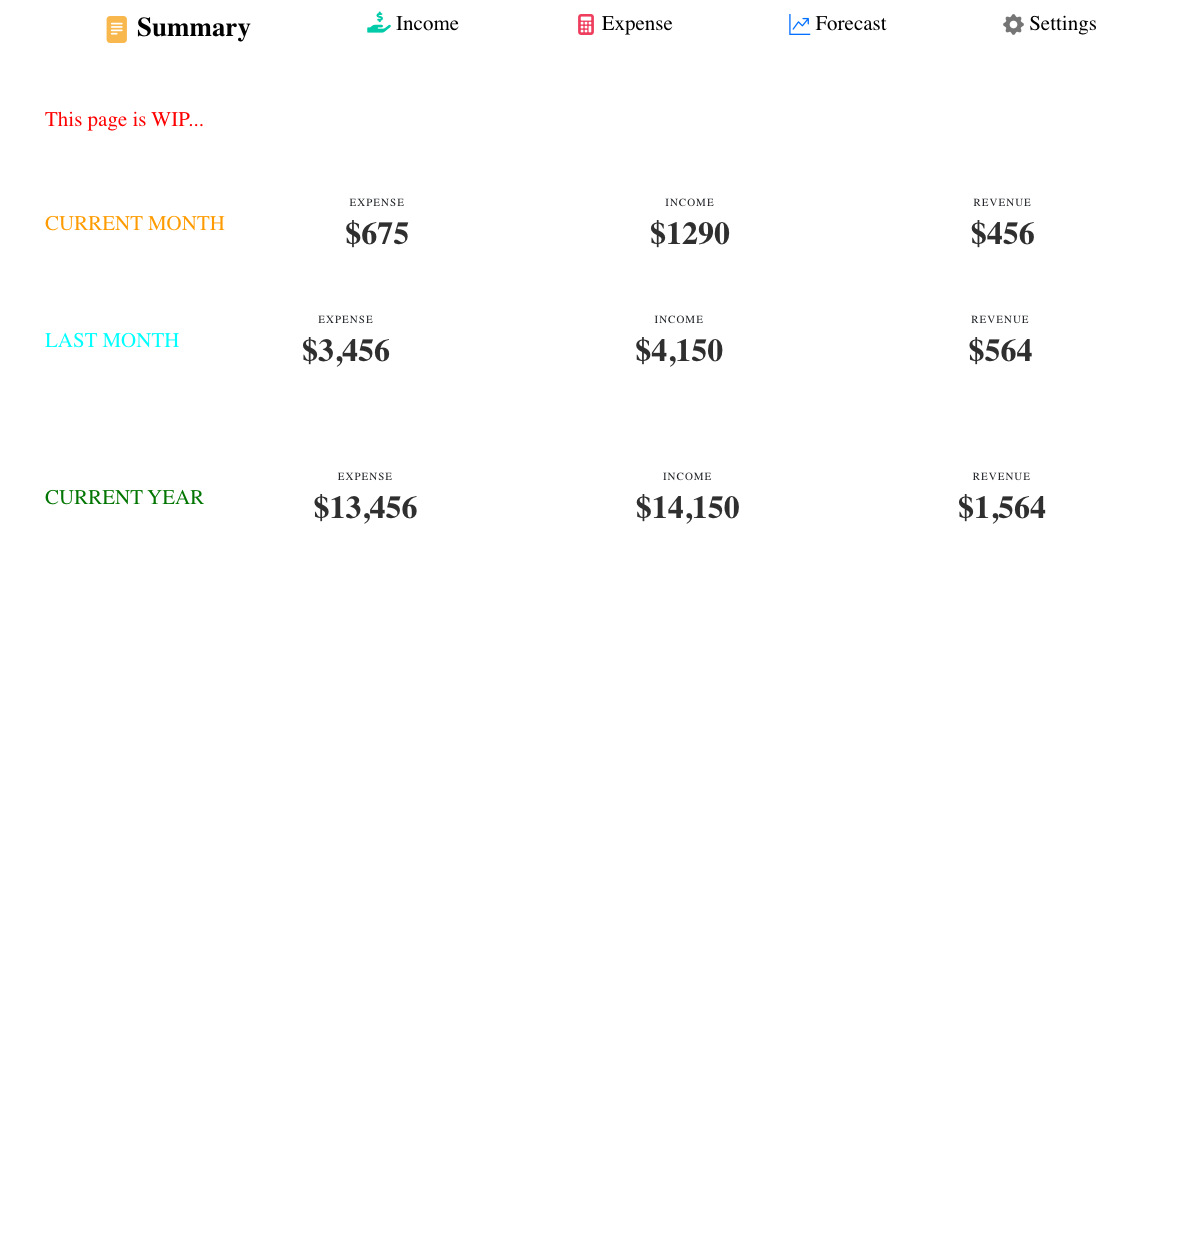 Summary Income Expense Forecast Settings
This page is WIP...
EXPENSE INCOME REVENUE
CURRENT MONTH $675 $1290 $456
EXPENSE INCOME REVENUE
LAST MONTH $3,456 $4,150 $564
EXPENSE INCOME REVENUE
CURRENT YEAR $13,456 $14,150 $1,564